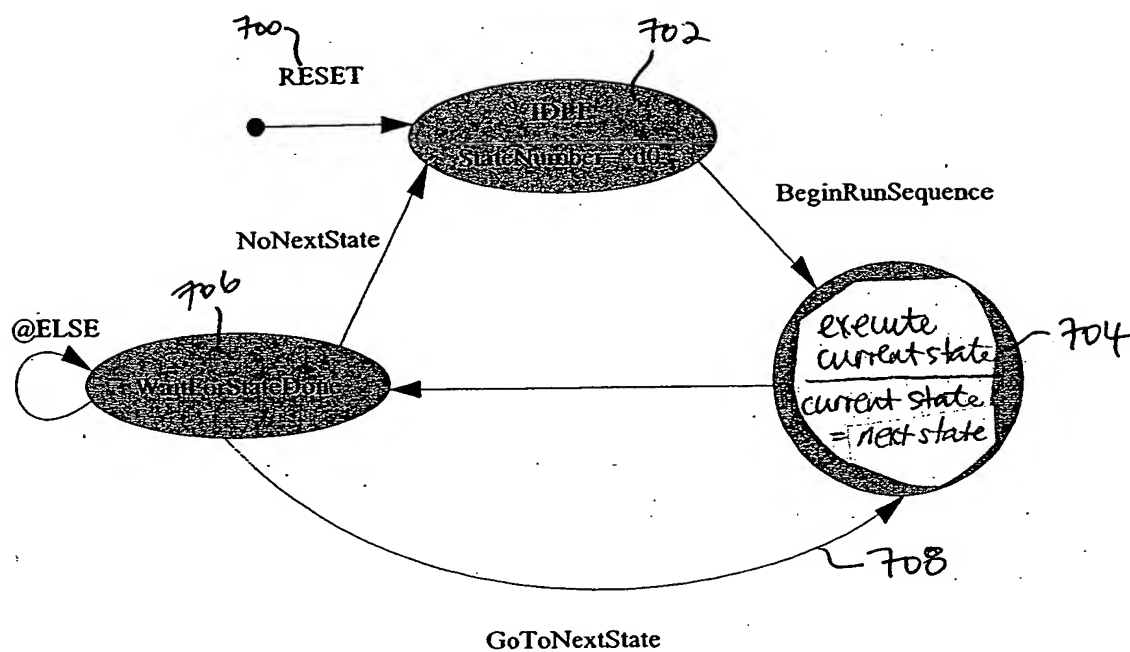 700
702
RESET
IDLE
StateNumber = 'd0;
BeginRunSequence
NoNextState
706
@ELSE
execute
current state
704
WaitForStateDone
current state
= next state
708
GoToNextState